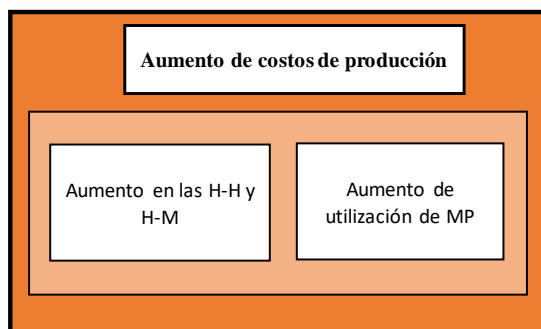 Aumento de costos de producción
Aumento en las H-H y
H-M
Aumento de
utilización de MP